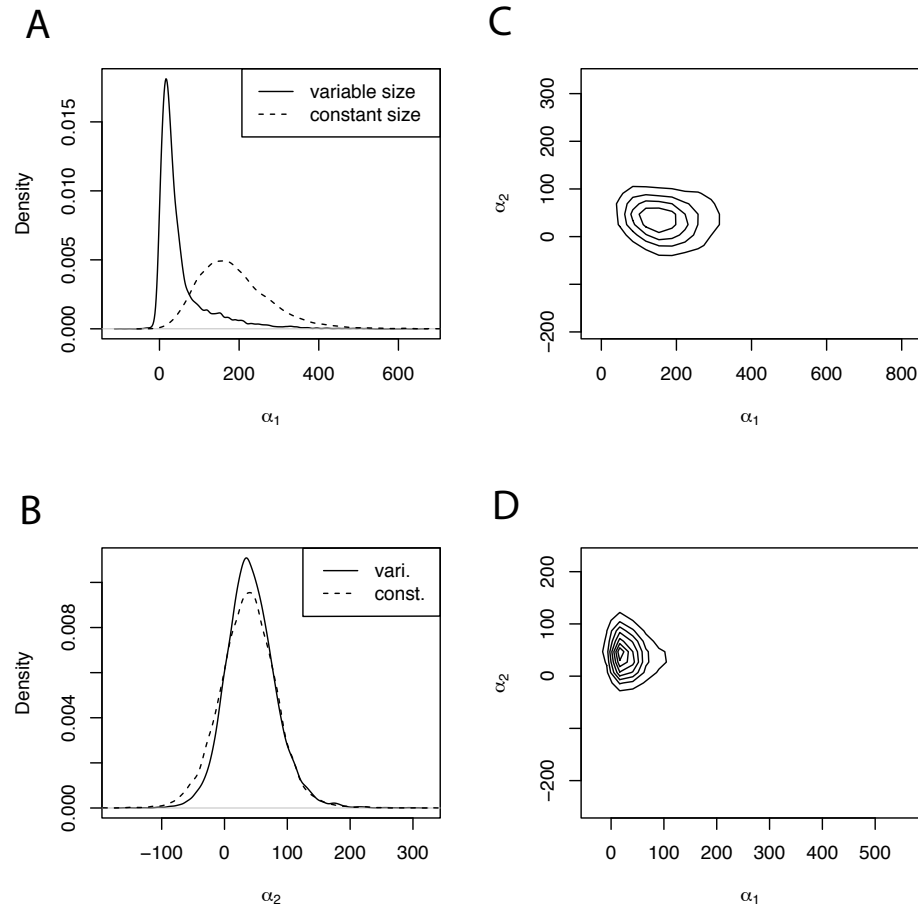 A
variable size
constant size
Density
0.000 0.005 0.010 0.015
0 200 400 600
α1
C
α2
−200 0 100 200 300
0 200 400 600 800
α1
B
vari.
const.
Density
0.000 0.004 0.008
−100 0 100 200 300
α2
D
α2
−200 0 100 200
0 100 200 300 400 500
α1